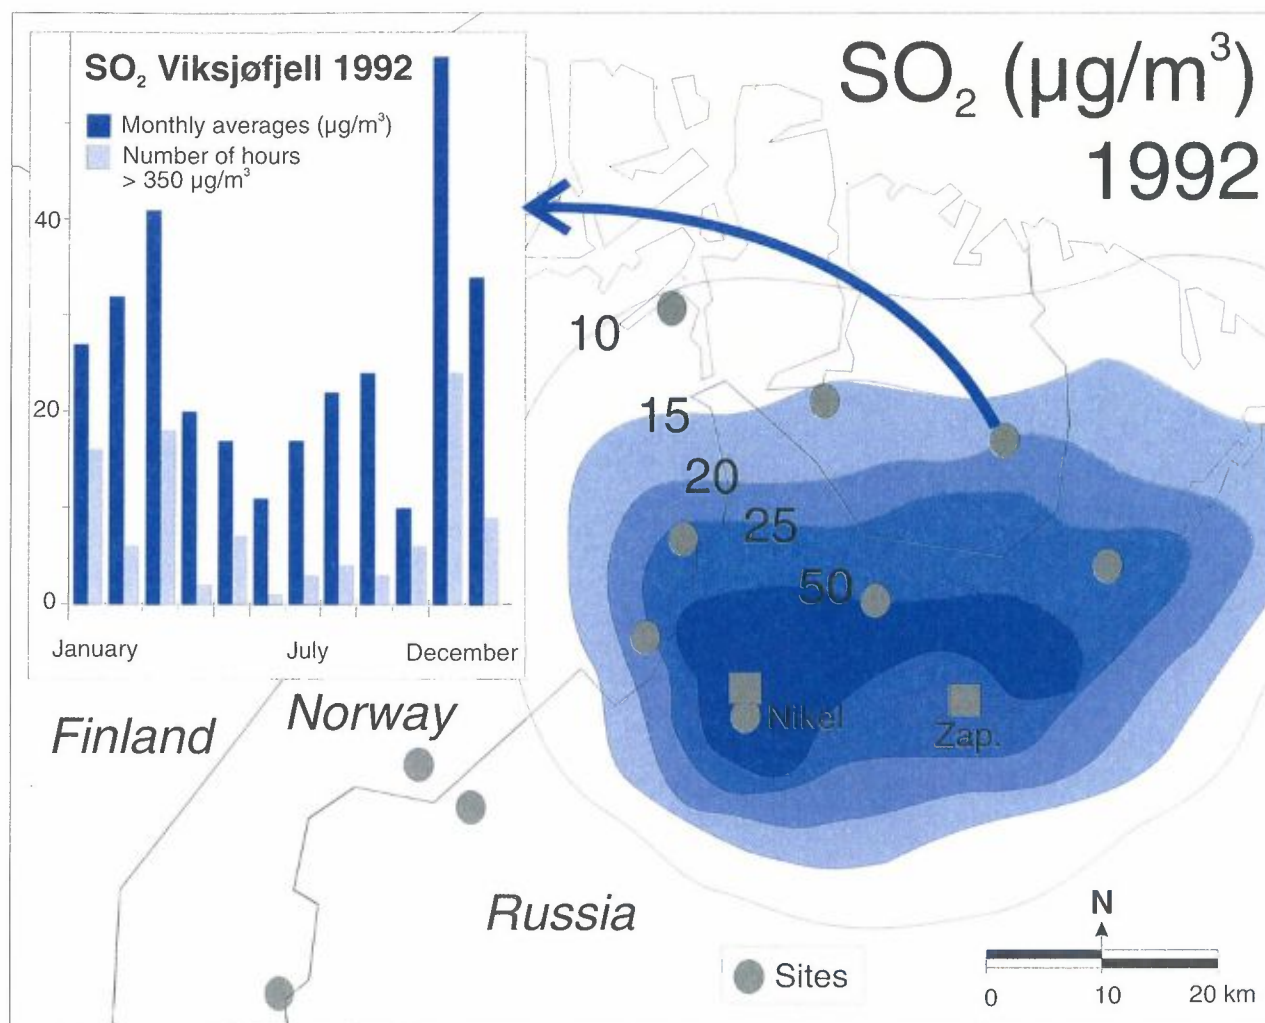 SO₂ Viksjøfjell 1992
Monthly averages (µg/m³)
Number of hours
> 350 µg/m³
40
20
0
January
July
December
SO₂ (µg/m³)
1992
10
15
20
25
50
Nikel
Zap.
Finland
Norway
Russia
Sites
N
0
10
20 km